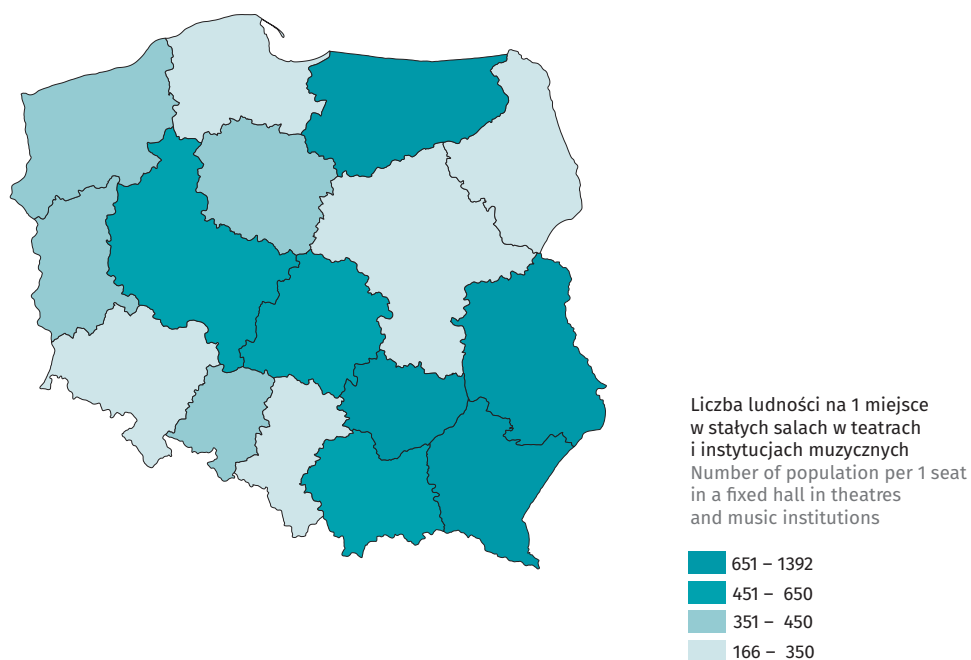 Liczba ludności na 1 miejsce
w stałych salach w teatrach
i instytucjach muzycznych
Number of population per 1 seat
in a fixed hall in theatres
and music institutions
651 – 1392
451 – 650
351 – 450
166 – 350